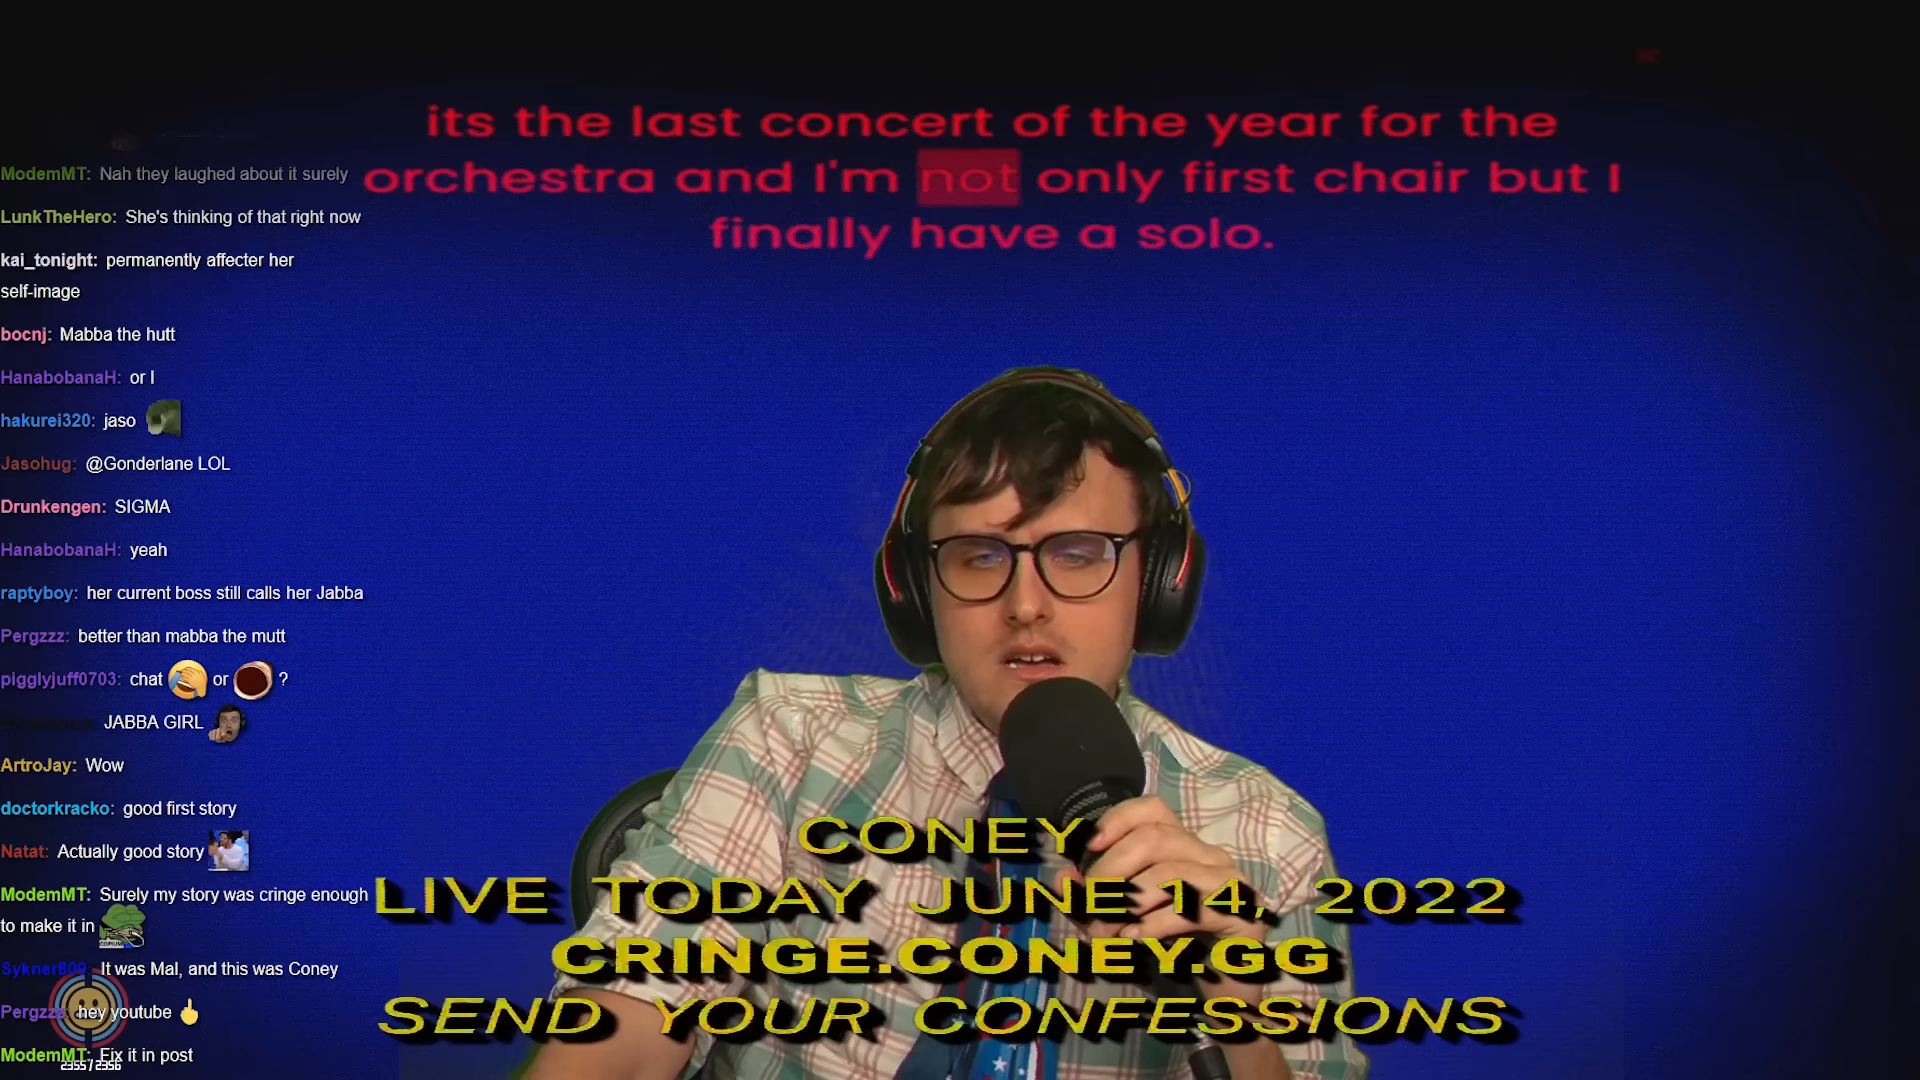 its the last concert of the year for the
orchestra and I'm not only first chair but I
finally have a solo.
ModemMT: Nah they laughed about it surely
LunkTheHero: She's thinking of that right now
kai_tonight: permanently affecter her
self-image
bocnj: Mabba the hutt
HanabobanaH: or I
hakurei320: jaso
Jasohug: @Gonderlane LOL
Drunkengen: SIGMA
HanabobanaH: yeah
raptyboy: her current boss still calls her Jabba
Pergzzz: better than mabba the mutt
pigglyjuff0703: chat or ?
JABBA GIRL
ArtroJay: Wow
doctorkracko: good first story
Natat: Actually good story
ModemMT: Surely my story was cringe enough
to make it in
Sykner809: It was Mal, and this was Coney
Pergzzz: hey youtube
ModemMT: Fix it in post
2355/2356
CONEY
LIVE TODAY JUNE 14, 2022
CRINGE.CONEY.GG
SEND YOUR CONFESSIONS